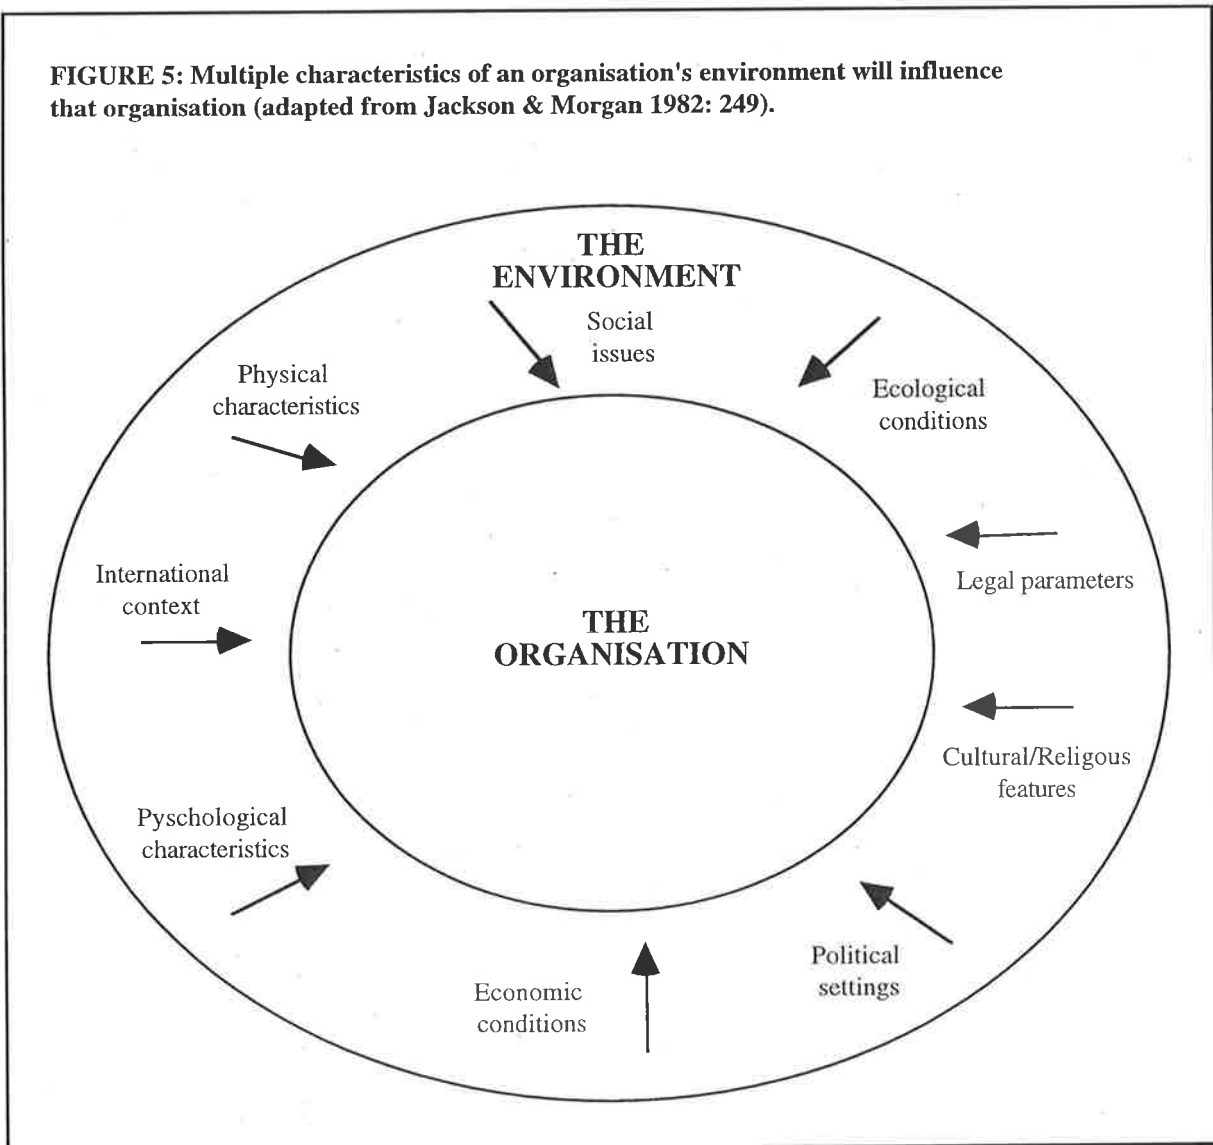 FIGURE 5: Multiple characteristics of an organisation's environment will influence
that organisation (adapted from Jackson & Morgan 1982: 249).
THE
ENVIRONMENT
Social
issues
Physical
characteristics
Ecological
conditions
International
context
Legal parameters
THE
ORGANISATION
Cultural/Religous
features
Pyschological
characteristics
Political
settings
Economic
conditions